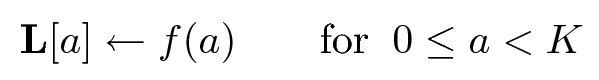 L[a] ← f(a) for 0 ≤ a < K